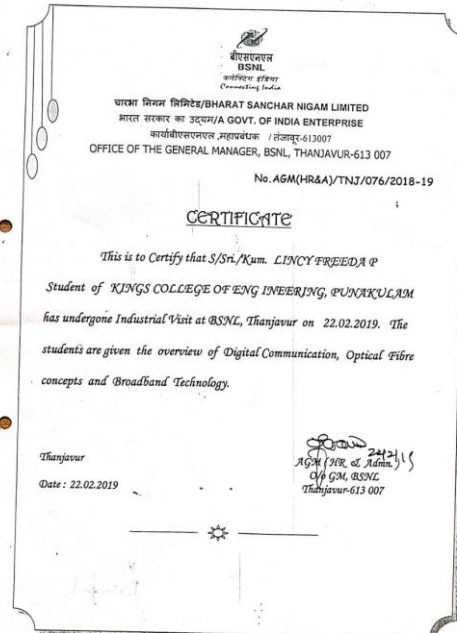 बीएसएनएल
BSNL
कनेक्टिंग इंडिया
Connecting India
भारत संचार निगम लिमिटेड/BHARAT SANCHAR NIGAM LIMITED
भारत सरकार का उद्यम/A GOVT. OF INDIA ENTERPRISE
कार्याबीएसएनएल ,महाप्रबंधक / तंजावूर-613007
OFFICE OF THE GENERAL MANAGER, BSNL, THANJAVUR-613 007
No.AGM(HR&A)/TNJ/076/2018-19
CERTIFICATE
This is to Certify that S/Sri./Kum. LINCY FREEDA P
Student of KINGS COLLEGE OF ENG INEERING, PUNAKULAM
has undergone Industrial Visit at BSNL, Thanjavur on 22.02.2019. The
students are given the overview of Digital Communication, Optical Fibre
concepts and Broadband Technology.
Thanjavur
AGM (HR & Admn.)
O/o GM, BSNL
Date : 22.02.2019
Thanjavur-613 007